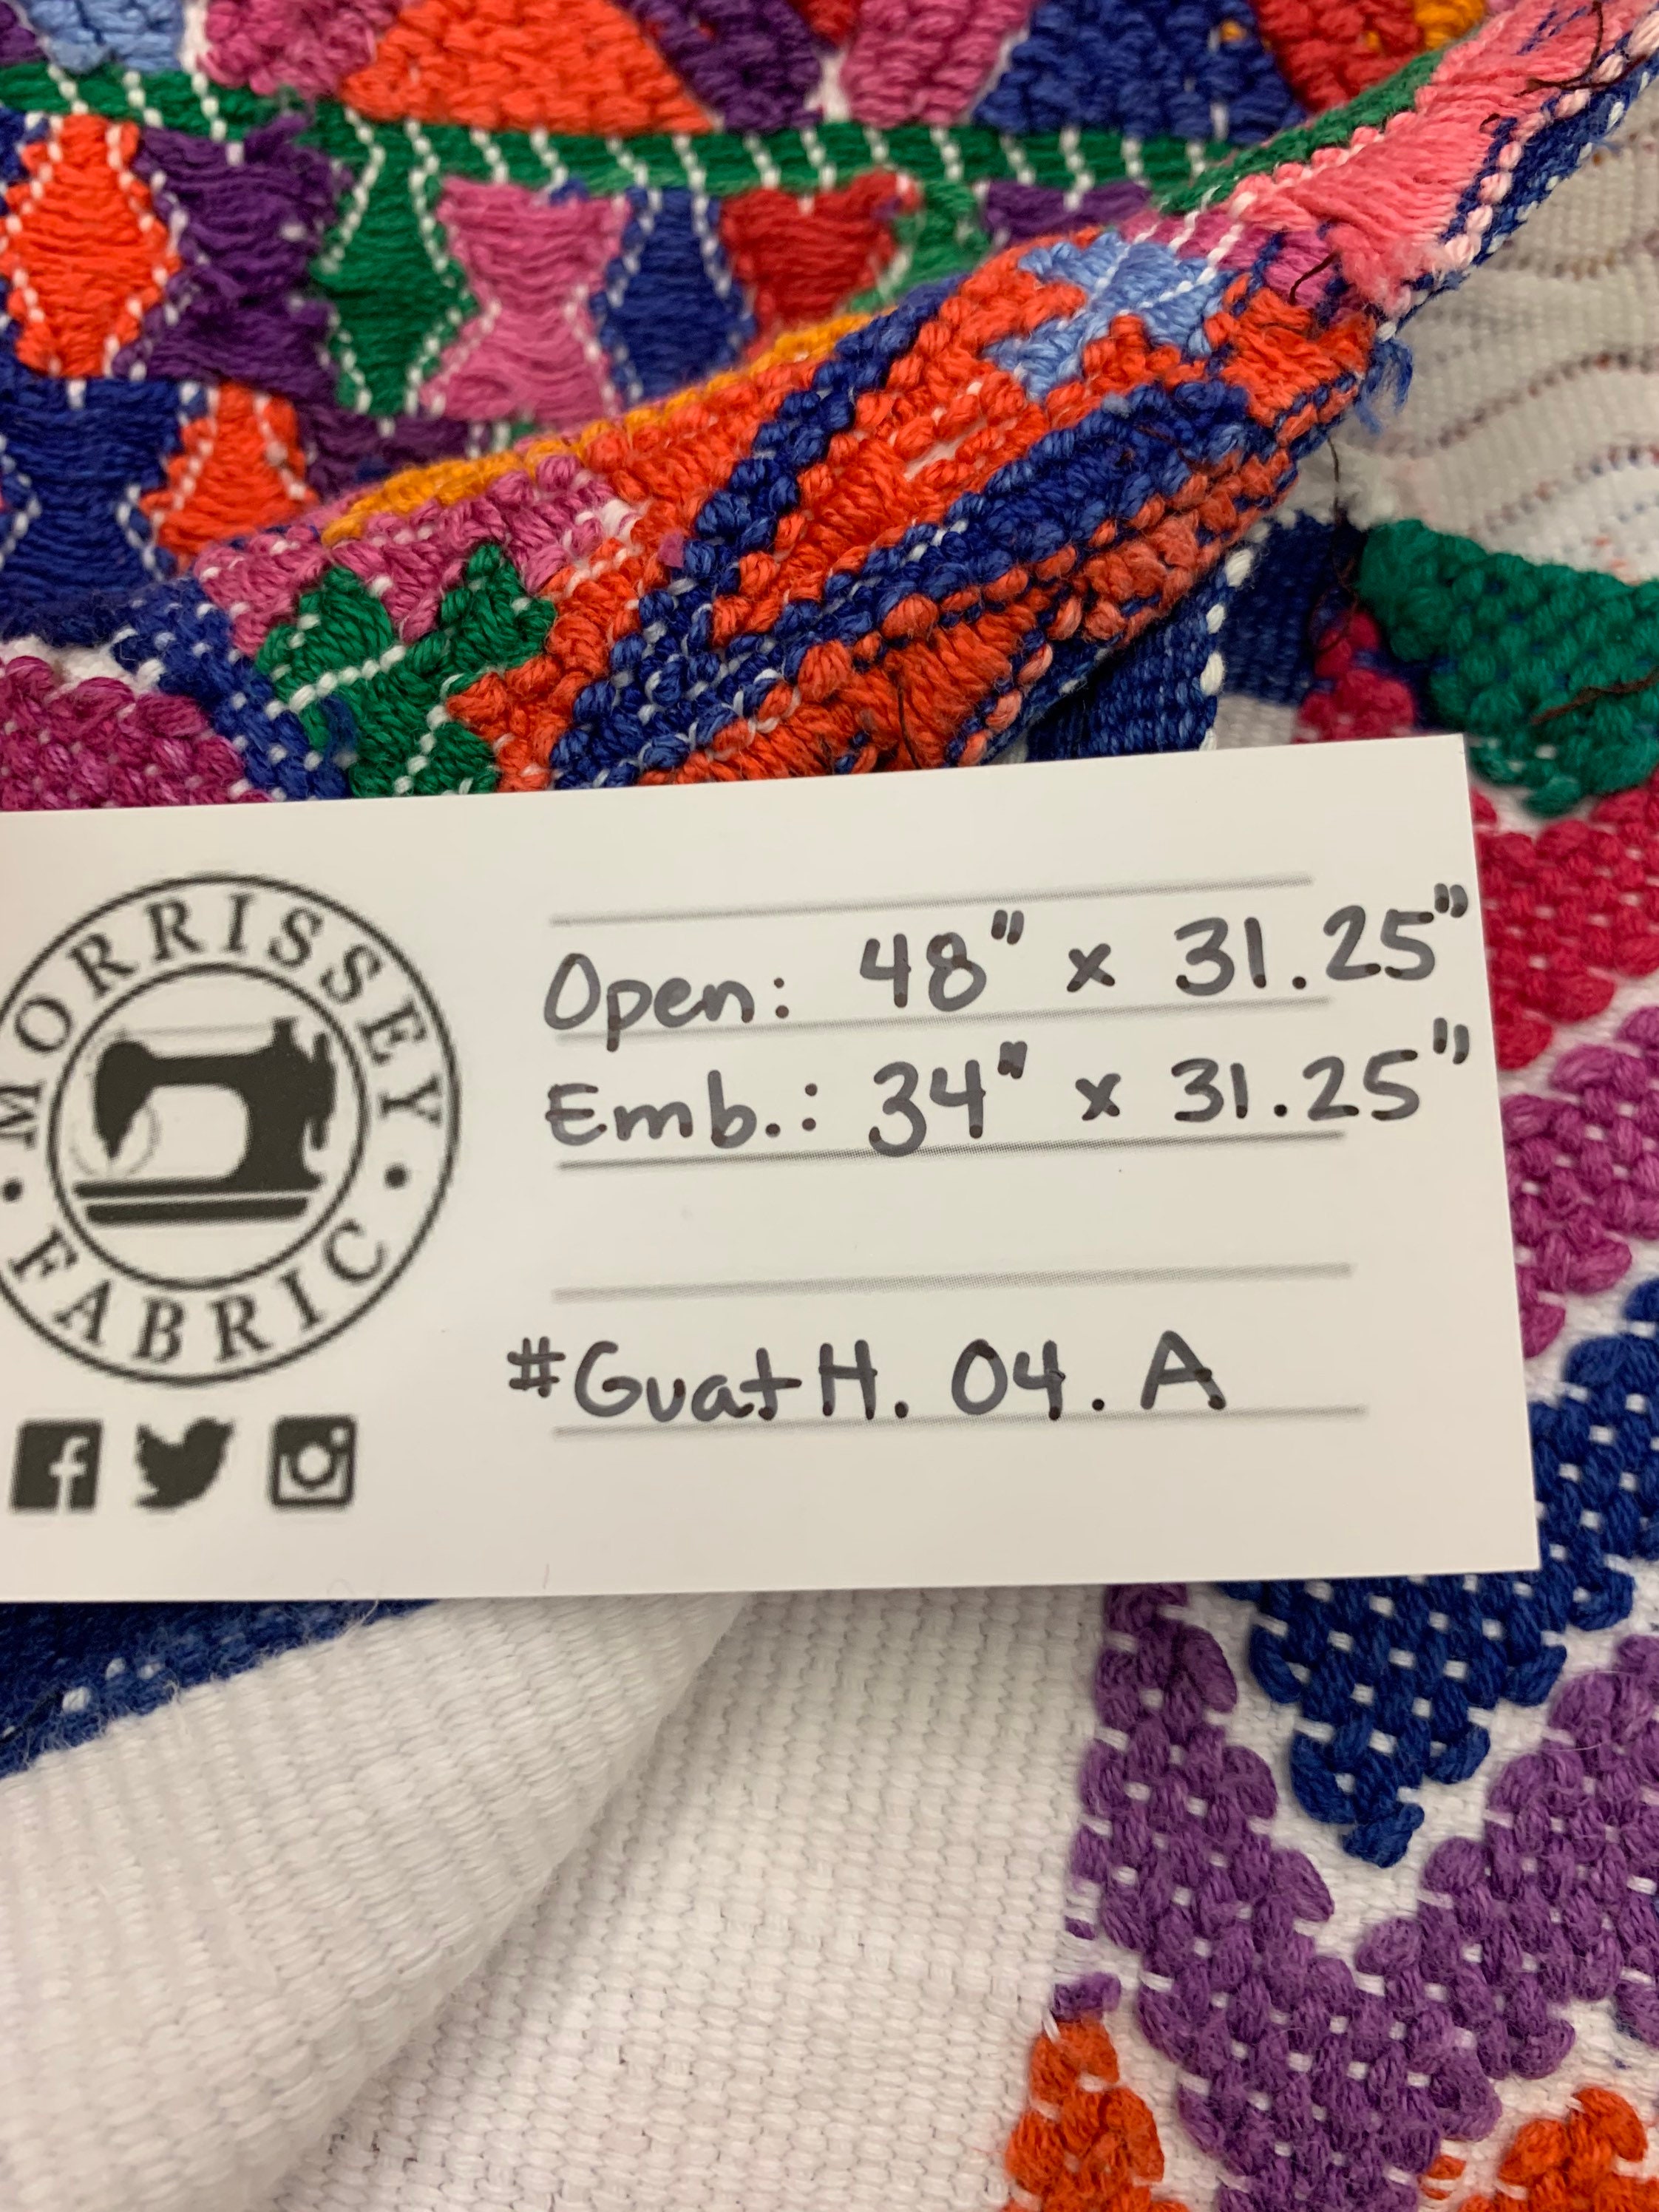 MORRISSEY
FABRIC
Open: 48" x 31.25"
Emb.: 34" x 31.25"
#GuatH. 04. A